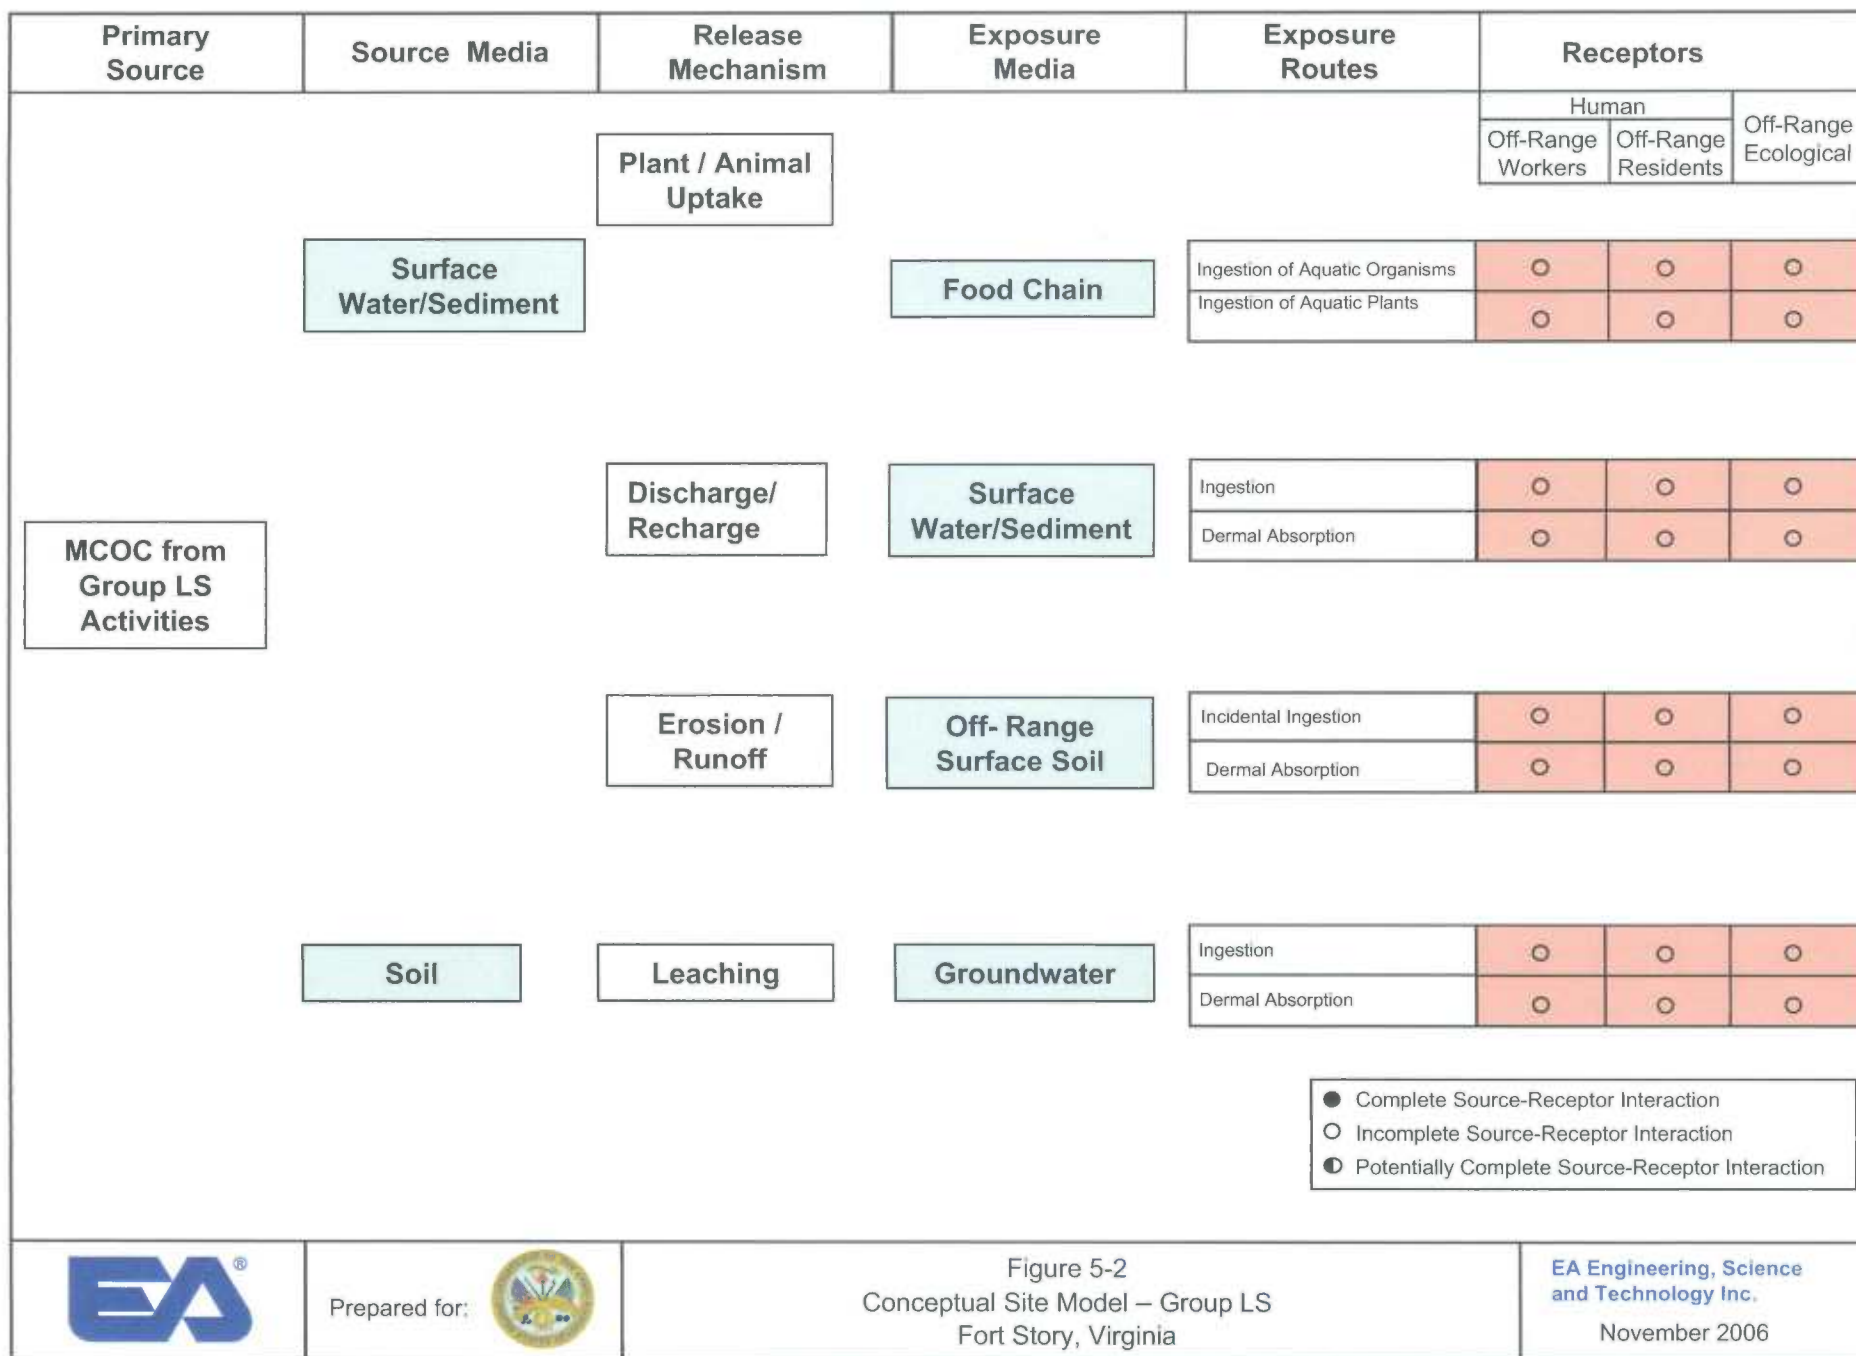 Primary
Source
Source Media
Release
Mechanism
Exposure
Media
Exposure
Routes
Receptors
Human
Off-Range
Workers
Off-Range
Residents
Off-Range
Ecological
Plant / Animal
Uptake
Surface
Water/Sediment
Food Chain
Ingestion of Aquatic Organisms
Ingestion of Aquatic Plants
MCOC from
Group LS
Activities
Discharge/
Recharge
Surface
Water/Sediment
Ingestion
Dermal Absorption
Erosion /
Runoff
Off- Range
Surface Soil
Incidental Ingestion
Dermal Absorption
Soil
Leaching
Groundwater
Ingestion
Dermal Absorption
● Complete Source-Receptor Interaction
○ Incomplete Source-Receptor Interaction
◐ Potentially Complete Source-Receptor Interaction
EA®
Prepared for:
Figure 5-2
Conceptual Site Model – Group LS
Fort Story, Virginia
EA Engineering, Science
and Technology Inc.
November 2006